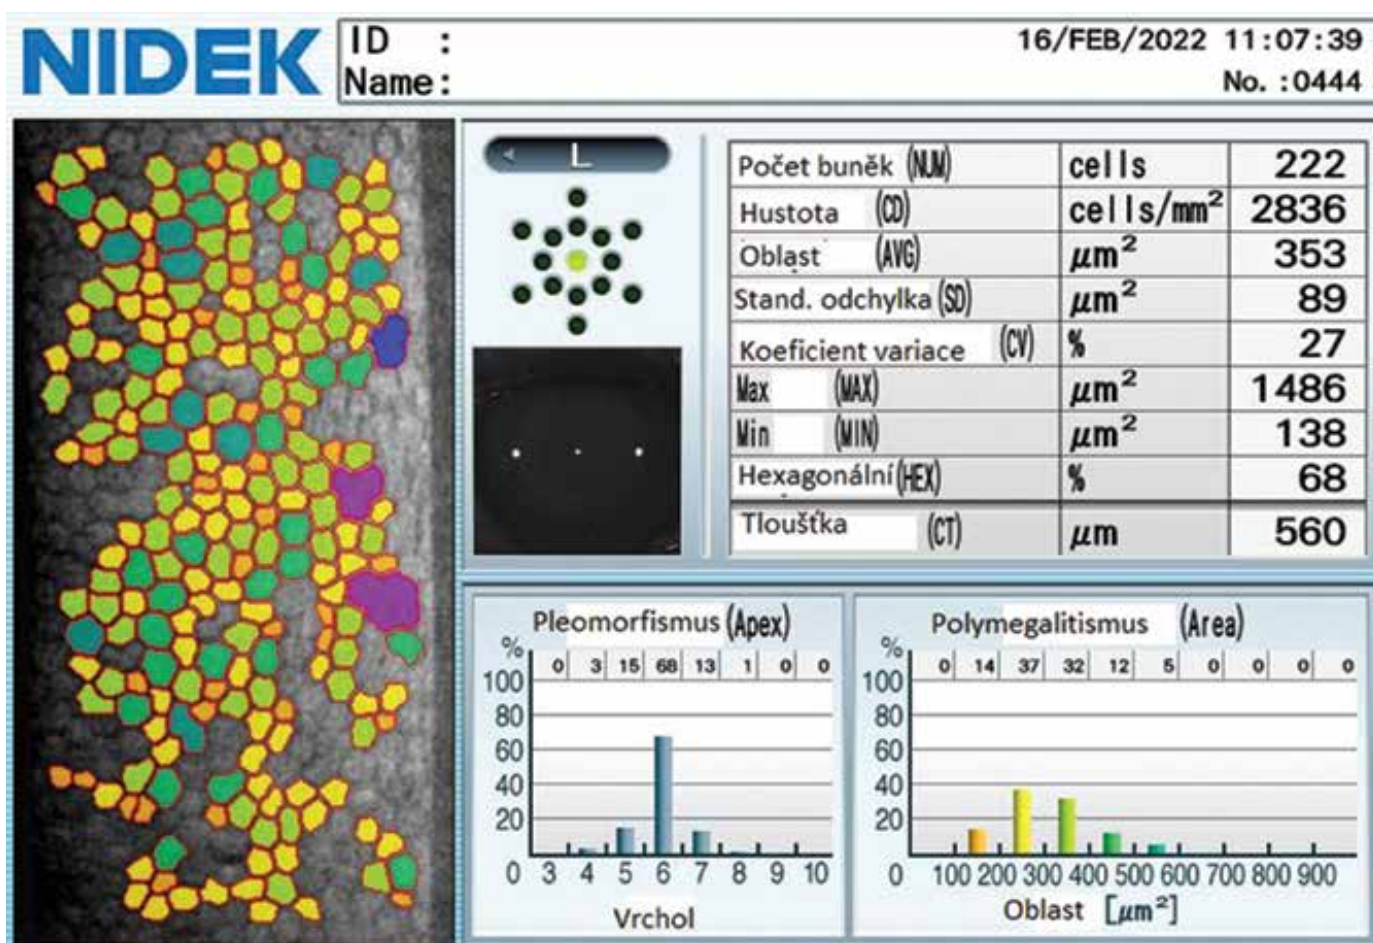 NIDEK
ID :
16/FEB/2022 11:07:39
Name:
No. :0444
L
Počet buněk (NUM) cells 222
Hustota (CD) cells/mm² 2836
Oblast (AVG) μm² 353
Stand. odchylka (SD) μm² 89
Koeficient variace (CV) % 27
Max (MAX) μm² 1486
Min (MIN) μm² 138
Hexagonální (HEX) % 68
Tloušťka (CT) μm 560
Pleomorfismus (Apex)
%
0 3 15 68 13 1 0 0
100
80
60
40
20
0 3 4 5 6 7 8 9 10
Vrchol
Polymegalitismus (Area)
%
0 14 37 32 12 5 0 0 0 0
100
80
60
40
20
0 100 200 300 400 500 600 700 800 900
Oblast [μm²]